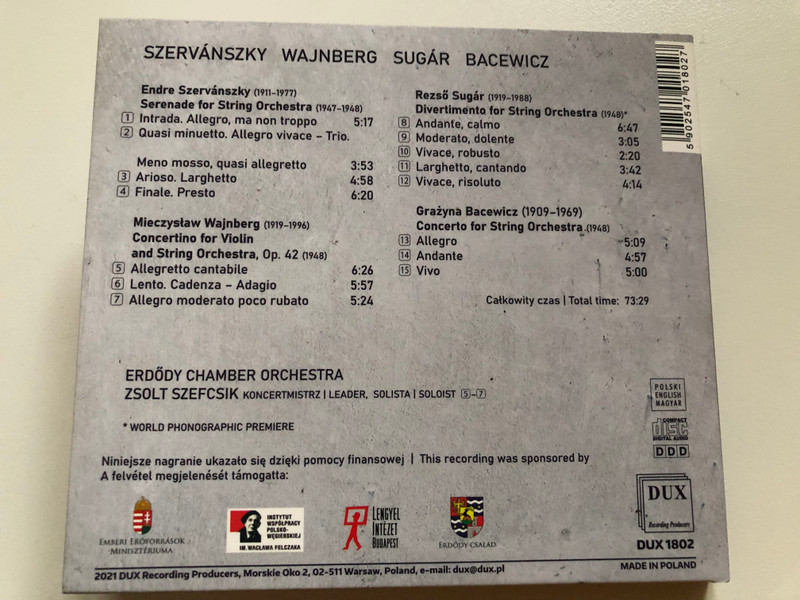 SZERVÁNSZKY WAJNBERG SUGÁR BACEWICZ
Endre Szervánszky (1911-1977)
Serenade for String Orchestra (1947-1948)
1 Intrada. Allegro, ma non troppo 5:17
2 Quasi minuetto. Allegro vivace – Trio.
Meno mosso, quasi allegretto 3:53
3 Arioso. Larghetto 4:58
4 Finale. Presto 6:20
Mieczysław Wajnberg (1919-1996)
Concertino for Violin
and String Orchestra, Op. 42 (1948)
5 Allegretto cantabile 6:26
6 Lento. Cadenza – Adagio 5:57
7 Allegro moderato poco rubato 5:24
Rezső Sugár (1919-1988)
Divertimento for String Orchestra (1948)*
8 Andante, calmo 6:47
9 Moderato, dolente 3:05
10 Vivace, robusto 2:20
11 Larghetto, cantando 3:42
12 Vivace, risoluto 4:14
Grażyna Bacewicz (1909-1969)
Concerto for String Orchestra (1948)
13 Allegro 5:09
14 Andante 4:57
15 Vivo 5:00
Całkowity czas | Total time: 73:29
5 902547 018027
ERDŐDY CHAMBER ORCHESTRA
ZSOLT SZEFCSIK KONCERTMISTRZ | LEADER, SOLISTA | SOLOIST 5-7
* WORLD PHONOGRAPHIC PREMIERE
Niniejsze nagranie ukazało się dzięki pomocy finansowej | This recording was sponsored by
A felvétel megjelenését támogatta:
EMBERI ERŐFORRÁSOK
MINISZTÉRIUMA
INSTYTUT
WSPÓŁPRACY
POLSKO-
WĘGIERSKIEJ
IM. WACŁAWA FELCZAKA
LENGYEL
INTÉZET
BUDAPEST
ERDŐDY CSALÁD
POLSKI
ENGLISH
MAGYAR
COMPACT
disc
DIGITAL AUDIO
DDD
DUX
Recording Producers
DUX 1802
2021 DUX Recording Producers, Morskie Oko 2, 02-511 Warsaw, Poland, e-mail: dux@dux.pl
MADE IN POLAND